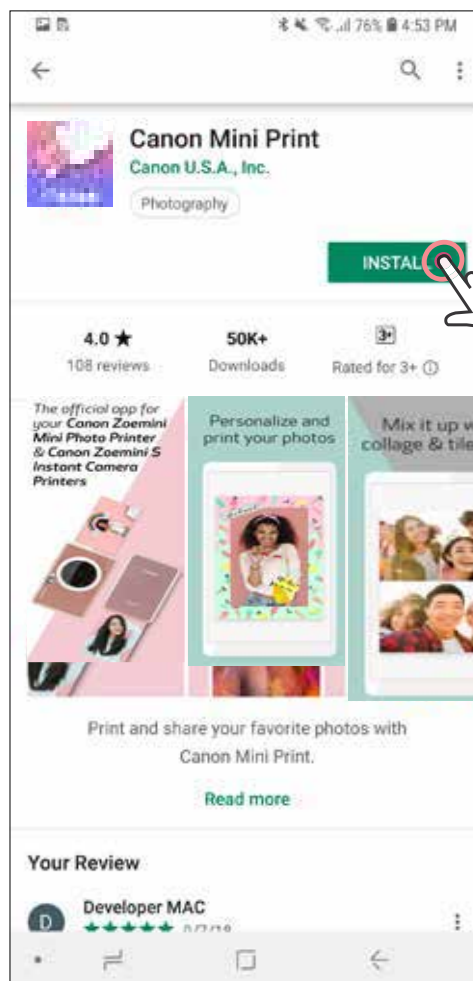 76% 4:53 PM
Canon Mini Print
Canon U.S.A., Inc.
Photography
INSTALL
4.0 ★
50K+
3+
108 reviews
Downloads
Rated for 3+
The official app for
your Canon Zoemini
Mini Photo Printer
& Canon Zoemini S
Instant Camera
Printers
Personalize and
print your photos
Mix it up w
collage & tile
Print and share your favorite photos with
Canon Mini Print.
Read more
Your Review
D
Developer MAC
★★★★★